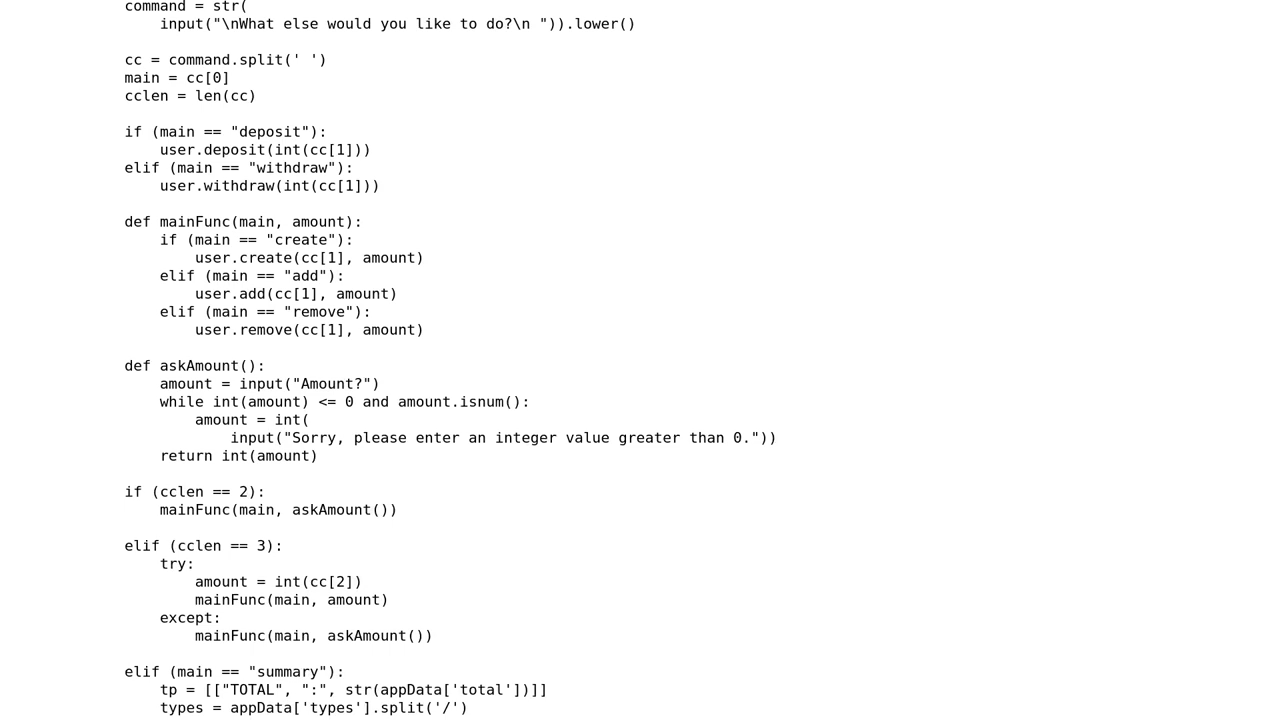 command = str(
    input("\nWhat else would you like to do?\n ")).lower()

cc = command.split(' ')
main = cc[0]
cclen = len(cc)

if (main == "deposit"):
    user.deposit(int(cc[1]))
elif (main == "withdraw"):
    user.withdraw(int(cc[1]))

def mainFunc(main, amount):
    if (main == "create"):
        user.create(cc[1], amount)
    elif (main == "add"):
        user.add(cc[1], amount)
    elif (main == "remove"):
        user.remove(cc[1], amount)

def askAmount():
    amount = input("Amount?")
    while int(amount) <= 0 and amount.isnum():
        amount = int(
            input("Sorry, please enter an integer value greater than 0."))
    return int(amount)

if (cclen == 2):
    mainFunc(main, askAmount())

elif (cclen == 3):
    try:
        amount = int(cc[2])
        mainFunc(main, amount)
    except:
        mainFunc(main, askAmount())

elif (main == "summary"):
    tp = [["TOTAL", ":", str(appData['total'])]]
    types = appData['types'].split('/')